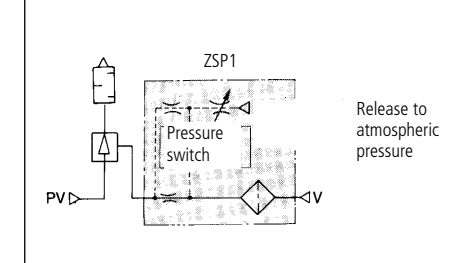 ZSP1
Release to
atmospheric
pressure
Pressure
switch
PV
V